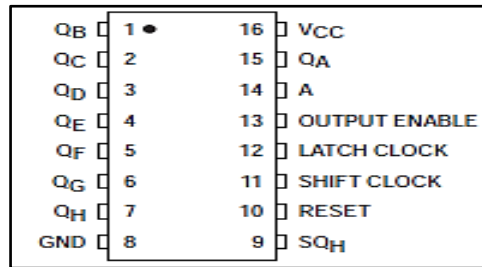 QB 1 16 VCC
QC 2 15 QA
QD 3 14 A
QE 4 13 OUTPUT ENABLE
QF 5 12 LATCH CLOCK
QG 6 11 SHIFT CLOCK
QH 7 10 RESET
GND 8 9 SQH